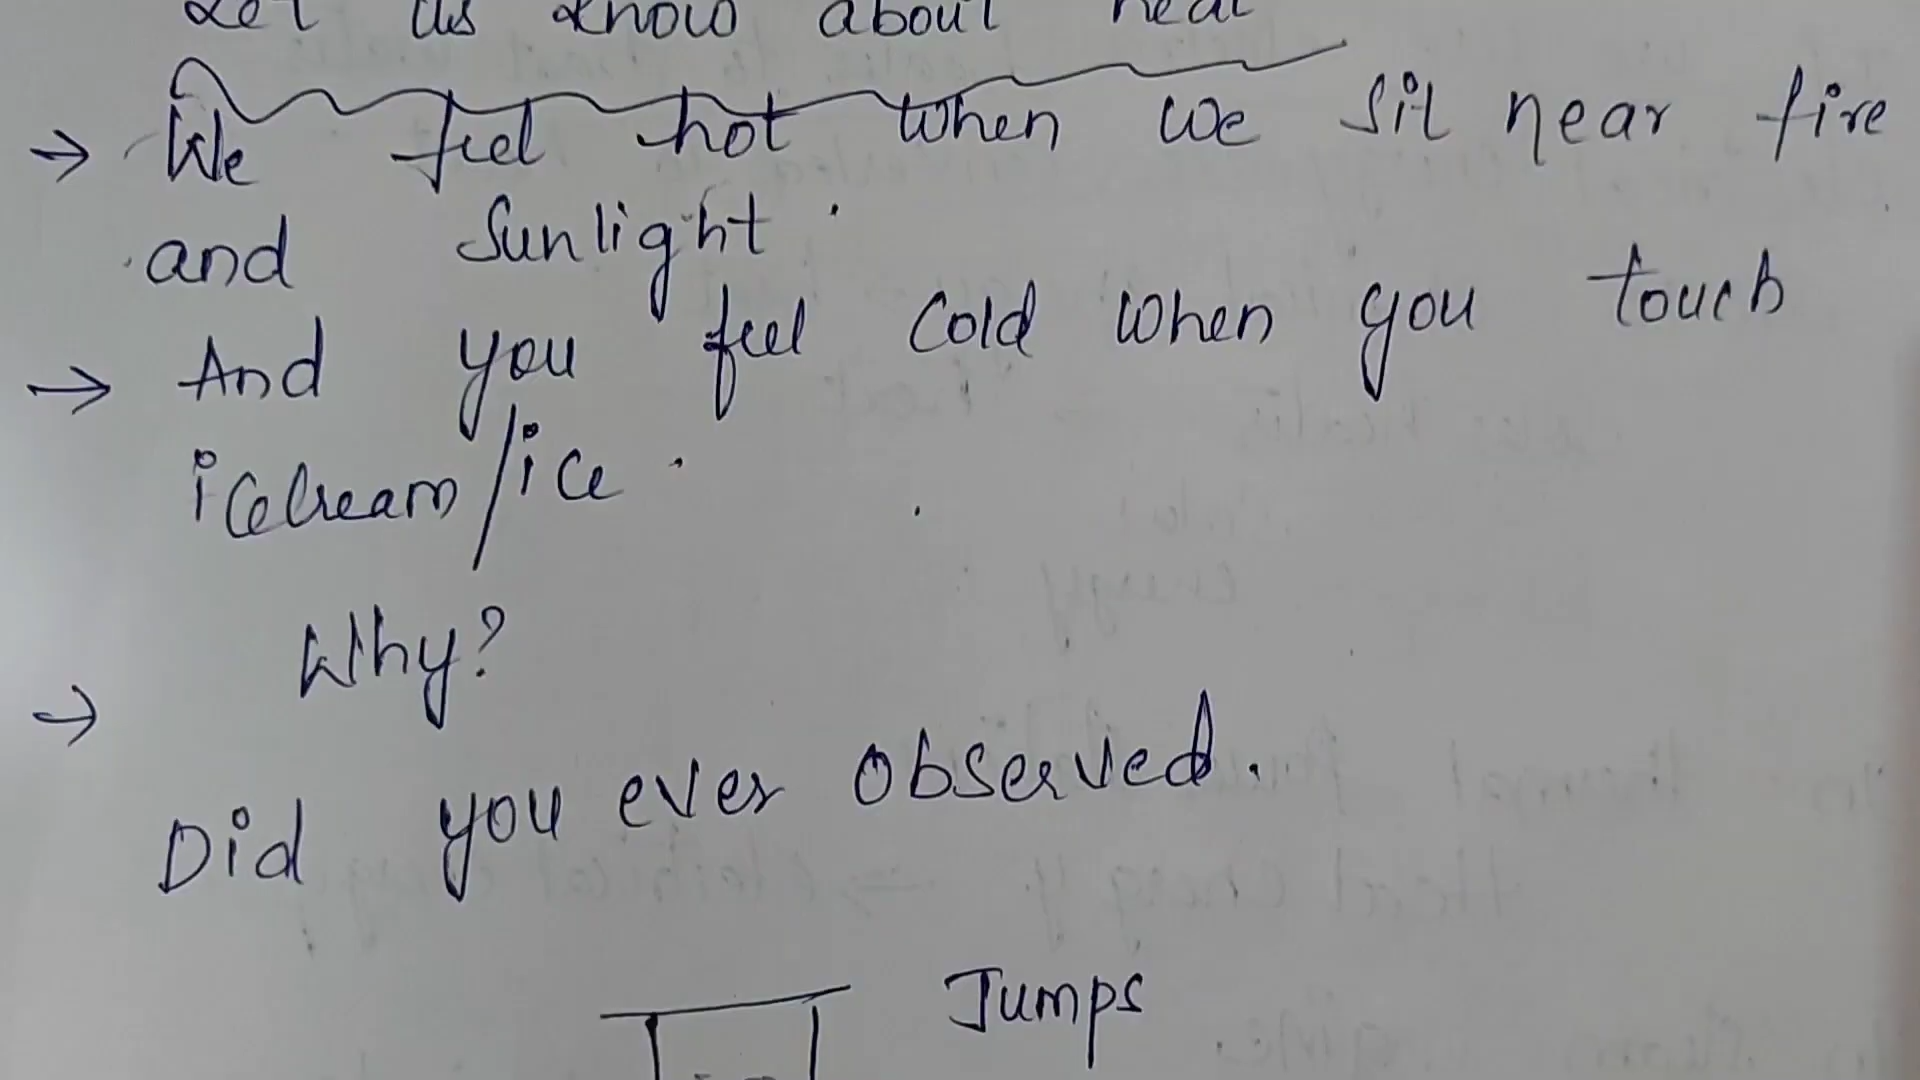 Let us know about heat
→ We feel hot when we sit near fire
and sunlight.
→ And you feel cold when you touch
icecream/ice.
→ Why?
Did you ever observed.
Jumps